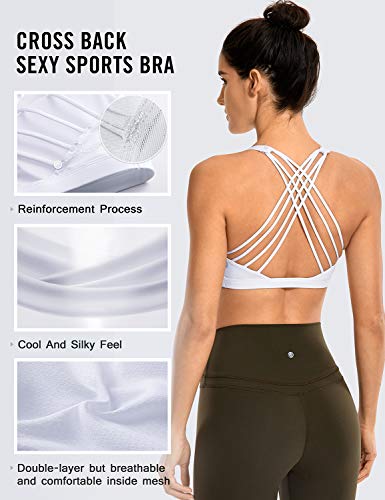 CROSS BACK
SEXY SPORTS BRA
Reinforcement Process
Cool And Silky Feel
Double-layer but breathable
and comfortable inside mesh